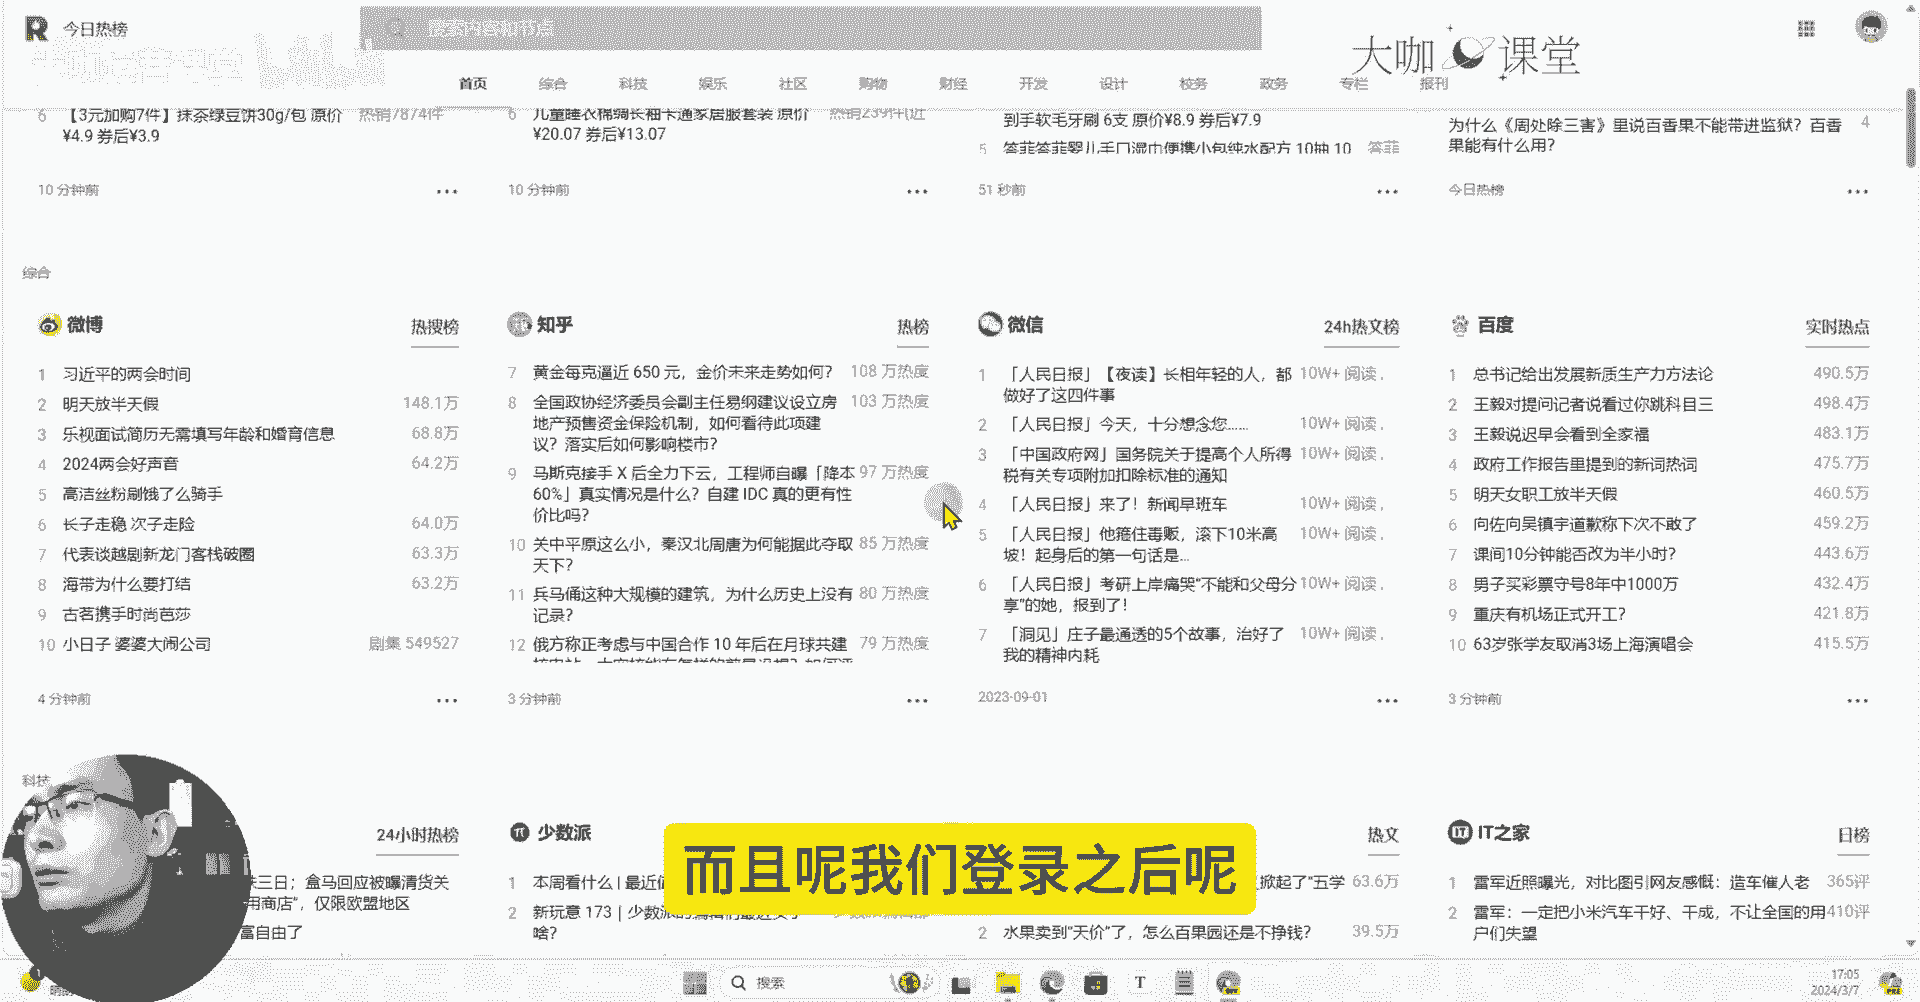 今日热榜
搜索内容和节点
大咖课堂
首页 综合 科技 娱乐 社区 购物 财经 开发 设计 校务 政务 专栏 报刊
6 【3元加购7件】抹茶绿豆饼30g/包 原价 热销7874件
¥4.9 券后¥3.9
10 分钟前
6 儿童睡衣棉绸长袖卡通家居服套装 原价 热销239件(近
¥20.07 券后¥13.07
10 分钟前
到手软毛牙刷 6支 原价¥8.9 券后¥7.9
5 答菲答菲婴儿手口湿巾便携小包纯水配方 10抽 10 答菲
51 秒前
为什么《周处除三害》里说百香果不能带进监狱？百香 4
果能有什么用？
今日热榜
综合
微博 热搜榜
1 习近平的两会时间
2 明天放半天假 148.1万
3 乐视面试简历无需填写年龄和婚育信息 68.8万
4 2024两会好声音 64.2万
5 高洁丝粉刷饿了么骑手
6 长子走稳 次子走险 64.0万
7 代表谈越剧新龙门客栈破圈 63.3万
8 海带为什么要打结 63.2万
9 古茗携手时尚芭莎
10 小日子 婆婆大闹公司 剧集 549527
4 分钟前
知乎 热榜
7 黄金每克逼近 650 元，金价未来走势如何？ 108 万热度
8 全国政协经济委员会副主任易纲建议设立房 103 万热度
地产预售资金保险机制，如何看待此项建
议？落实后如何影响楼市？
9 马斯克接手 X 后全力下云，工程师自曝「降本 97 万热度
60%」真实情况是什么？自建 IDC 真的更有性
价比吗？
10 关中平原这么小，秦汉北周唐为何能据此夺取 85 万热度
天下？
11 兵马俑这种大规模的建筑，为什么历史上没有 80 万热度
记录？
12 俄方称正考虑与中国合作 10 年后在月球共建 79 万热度
3 分钟前
微信 24h热文榜
1 「人民日报」【夜读】长相年轻的人，都 10W+ 阅读 .
做好了这四件事
2 「人民日报」今天，十分想念您…… 10W+ 阅读 .
3 「中国政府网」国务院关于提高个人所得 10W+ 阅读 .
税有关专项附加扣除标准的通知
4 「人民日报」来了！新闻早班车 10W+ 阅读 .
5 「人民日报」他箍住毒贩，滚下10米高 10W+ 阅读 .
坡！起身后的第一句话是…
6 「人民日报」考研上岸痛哭“不能和父母分 10W+ 阅读 .
享”的她，报到了！
7 「洞见」庄子最通透的5个故事，治好了 10W+ 阅读 .
我的精神内耗
2023-09-01
百度 实时热点
1 总书记给出发展新质生产力方法论 490.5万
2 王毅对提问记者说看过你跳科目三 498.4万
3 王毅说迟早会看到全家福 483.1万
4 政府工作报告里提到的新词热词 475.7万
5 明天女职工放半天假 460.5万
6 向佐向吴镇宇道歉称下次不敢了 459.2万
7 课间10分钟能否改为半小时？ 443.6万
8 男子买彩票守号8年中1000万 432.4万
9 重庆有机场正式开工？ 421.8万
10 63岁张学友取消3场上海演唱会 415.5万
3 分钟前
科技
24小时热榜
三日；盒马回应被曝清货关
用商店”，仅限欧盟地区
富自由了
少数派
1 本周看什么 | 最近
2 新玩意 173 | 少数派的编辑们最近买了
啥？
热文
掀起了“五学 63.6万
2 水果卖到“天价”了，怎么百果园还是不挣钱？ 39.5万
IT之家 日榜
1 雷军近照曝光，对比图引网友感慨：造车催人老 365评
2 雷军：一定把小米汽车干好、干成，不让全国的用 410评
户们失望
而且呢我们登录之后呢
搜索
17:05
2024/3/7